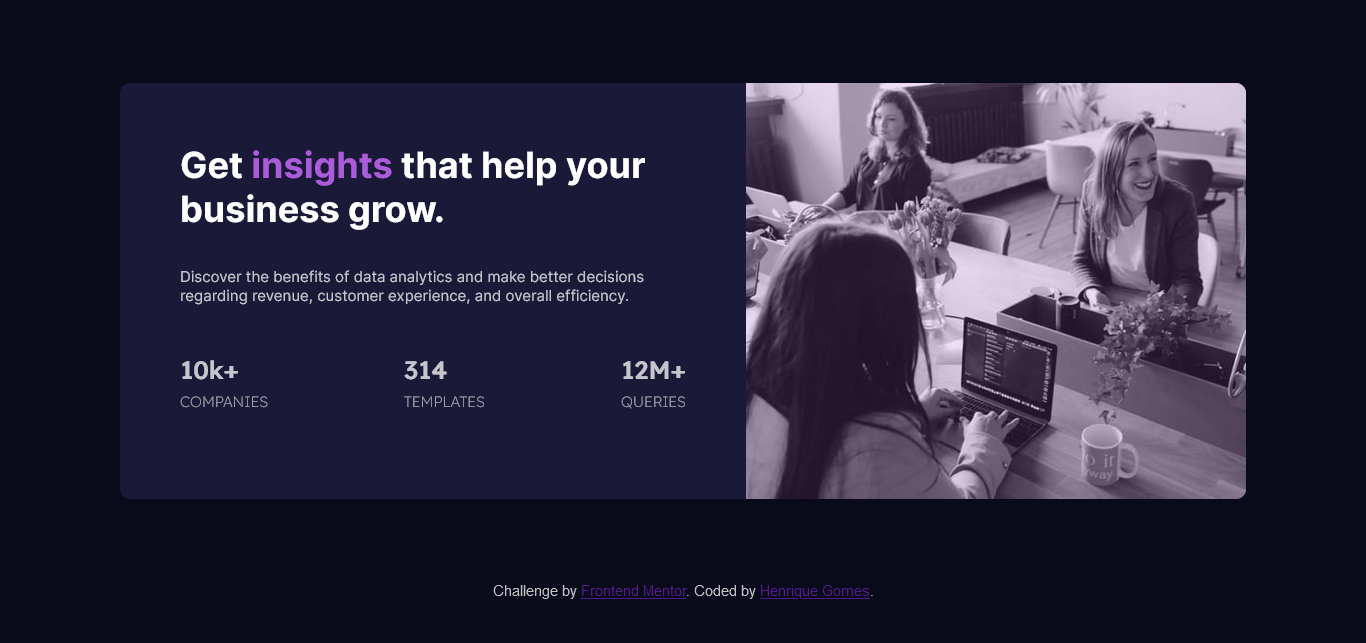 Get insights that help your
business grow.
Discover the benefits of data analytics and make better decisions
regarding revenue, customer experience, and overall efficiency.
10k+ 314 12M+
COMPANIES TEMPLATES QUERIES
Challenge by Frontend Mentor. Coded by Henrique Gomes.